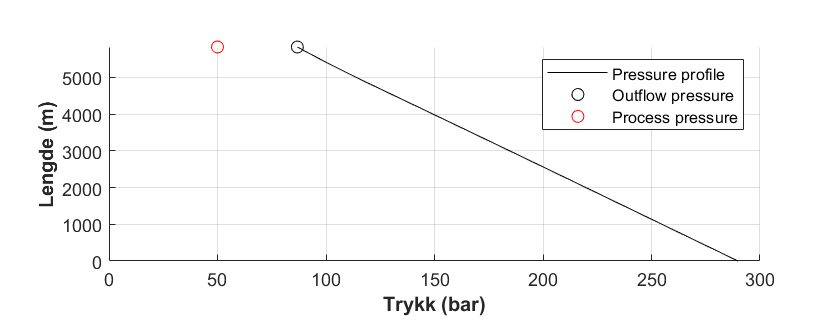 Lengde (m)
5000
4000
3000
2000
1000
0
Pressure profile
Outflow pressure
Process pressure
0 50 100 150 200 250 300
Trykk (bar)